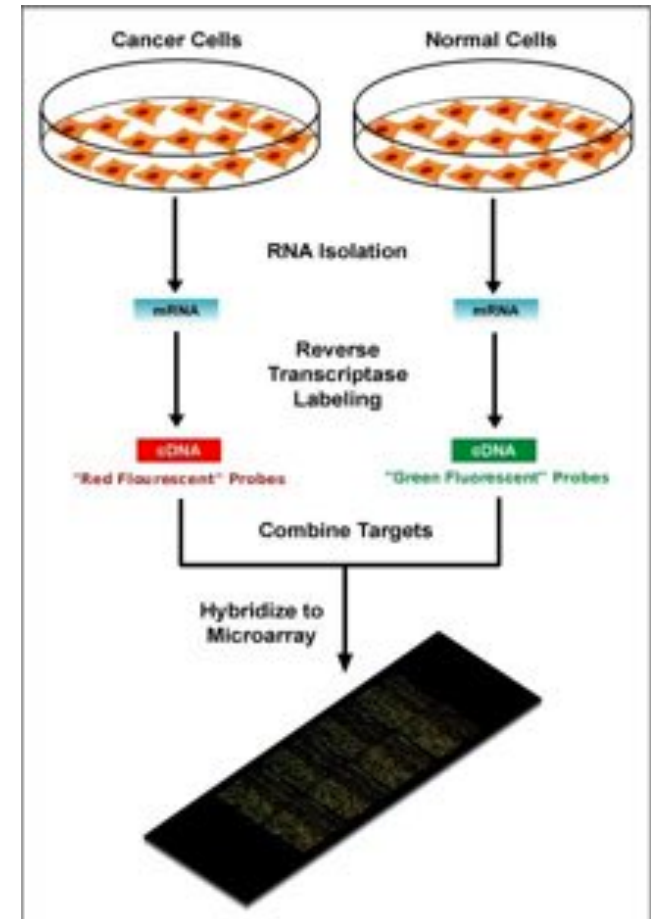 Cancer Cells
Normal Cells
RNA Isolation
mRNA
mRNA
Reverse
Transcriptase
Labeling
cDNA
cDNA
"Red Flourescent" Probes
"Green Fluorescent" Probes
Combine Targets
Hybridize to
Microarray